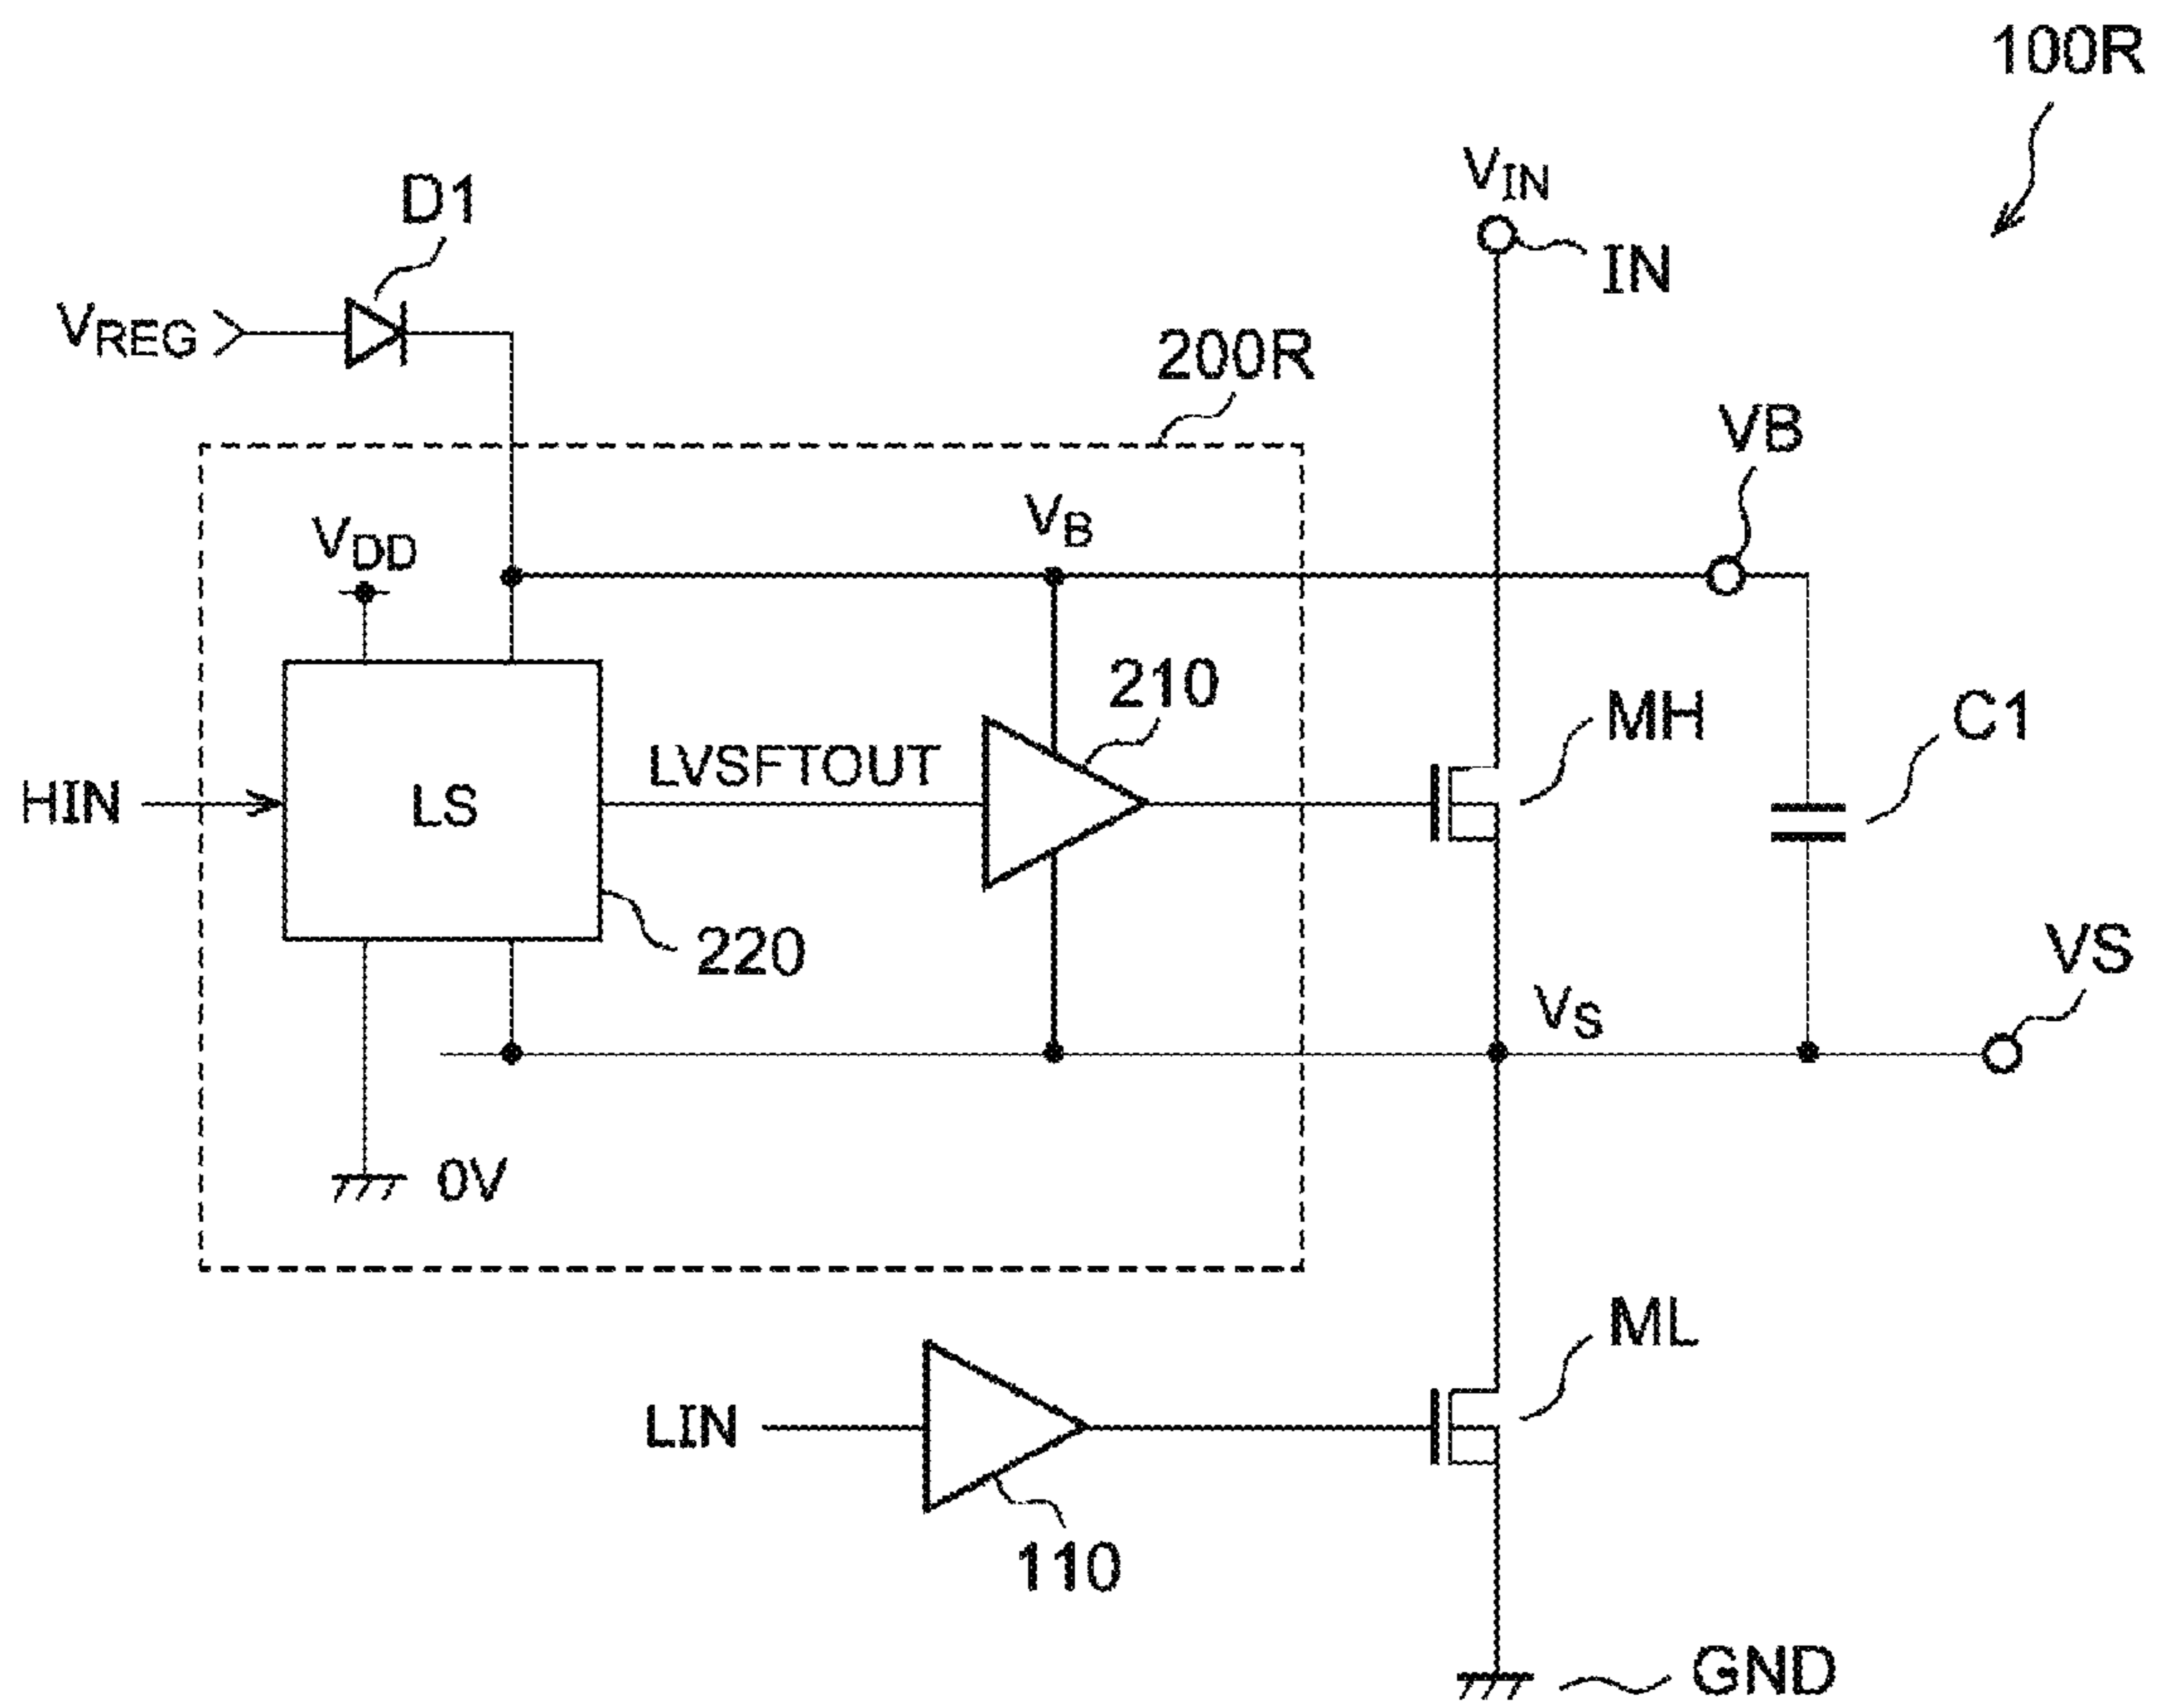 100R
VIN
IN
D1
VREG
200R
VB
VB
VDD
210
MH
C1
LVSFTOUT
HIN
LS
220
VS
VS
0V
ML
LIN
110
GND